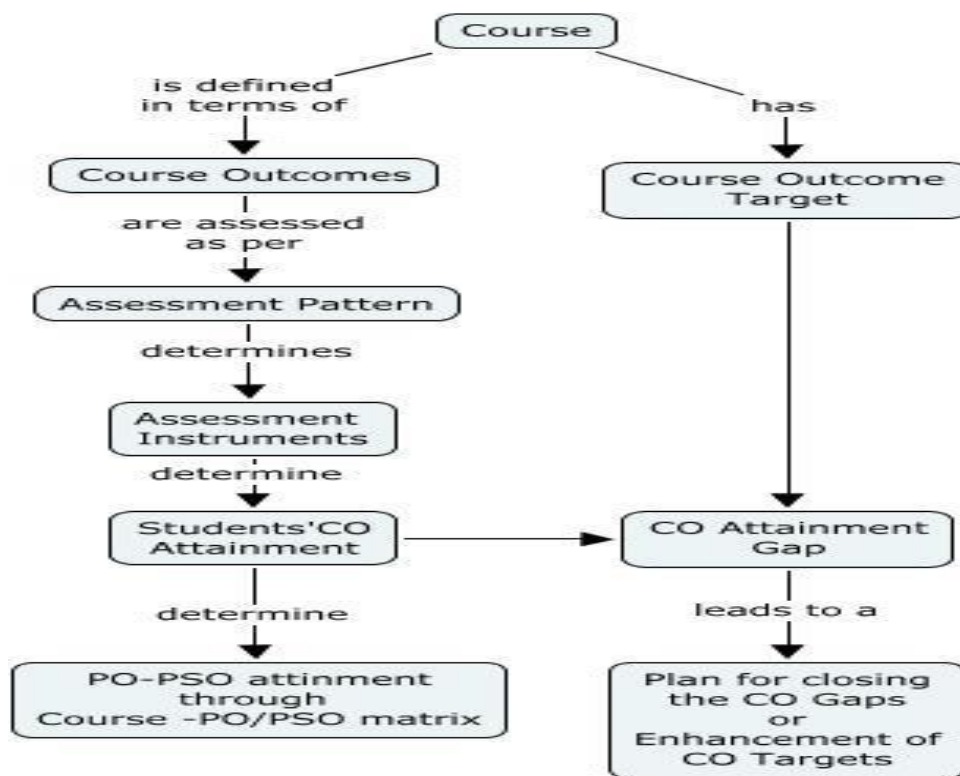 Course
is defined
in terms of
has
Course Outcomes
Course Outcome
Target
are assessed
as per
Assessment Pattern
determines
Assessment
Instruments
determine
Students'CO
Attainment
CO Attainment
Gap
determine
leads to a
PO-PSO attinment
through
Course -PO/PSO matrix
Plan for closing
the CO Gaps
or
Enhancement of
CO Targets